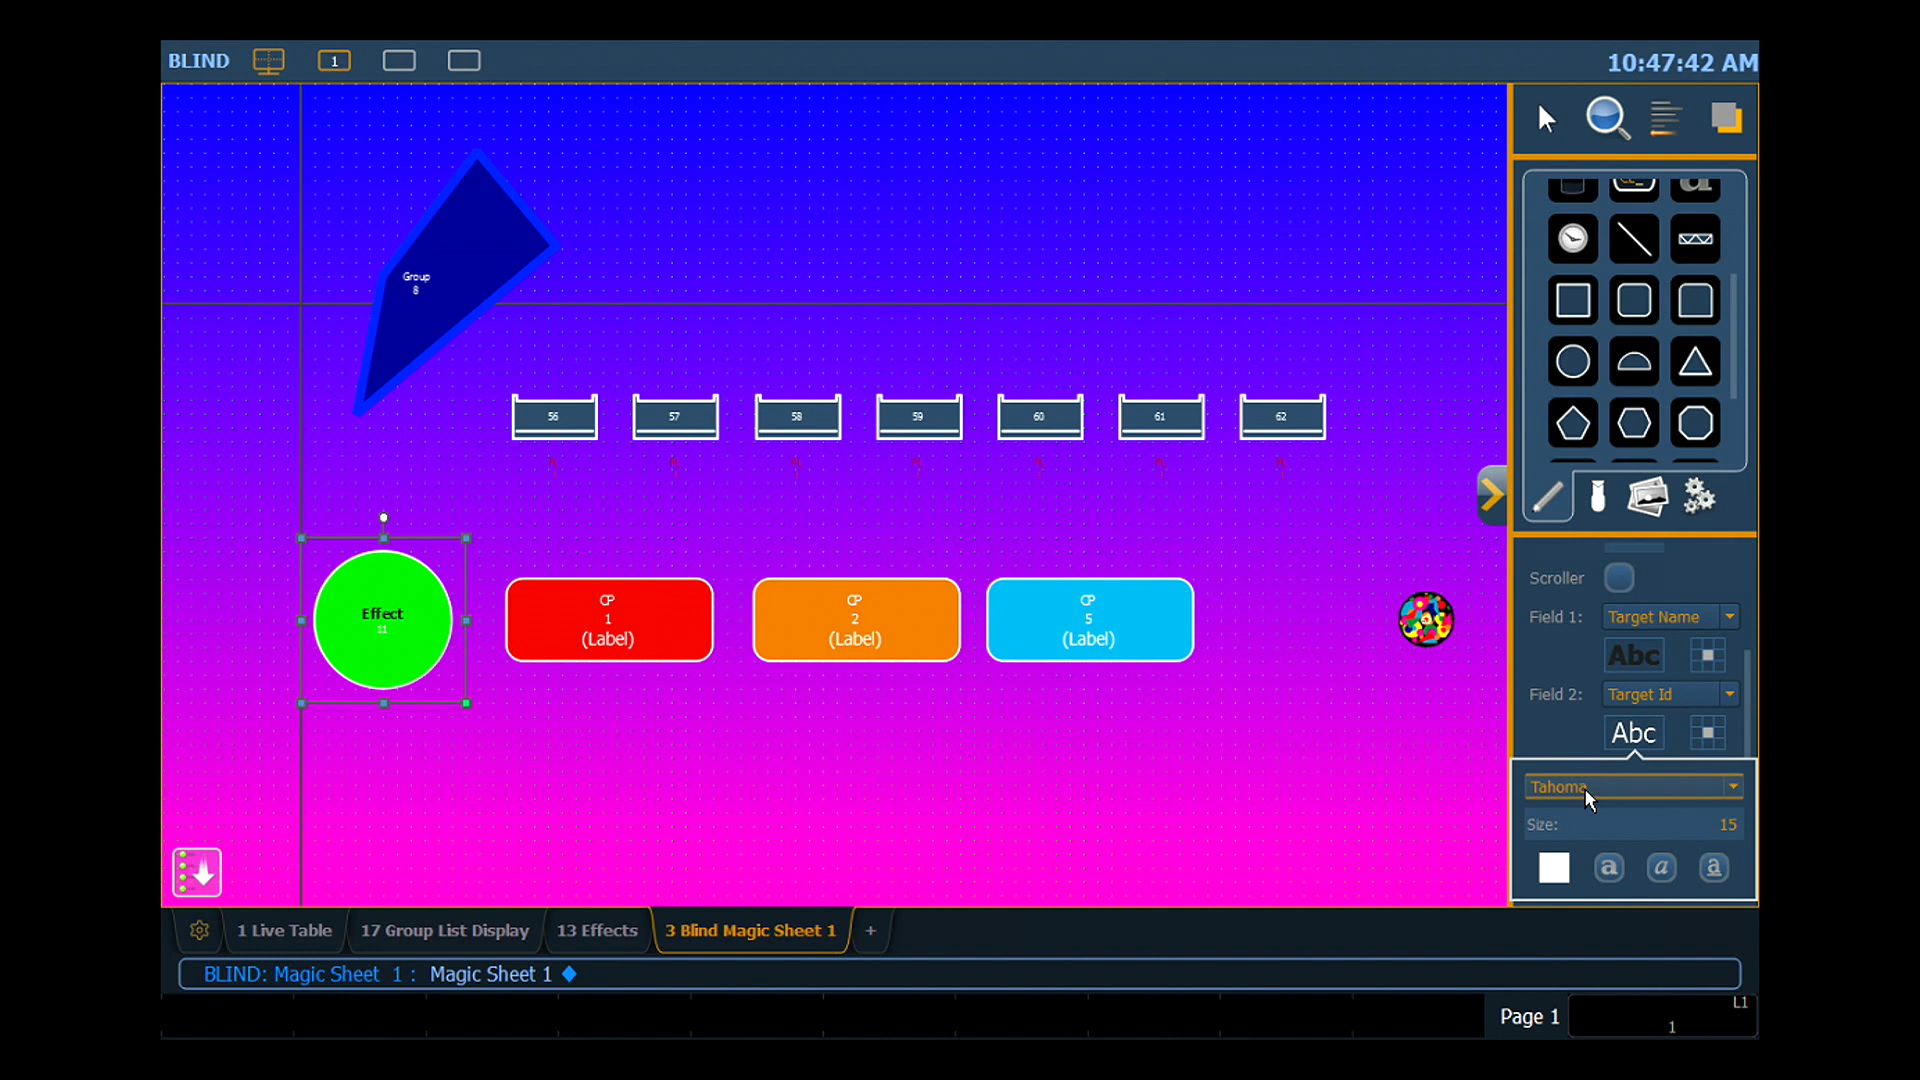 BLIND
1
10:47:42 AM
Group
8
56
57
58
59
60
61
62
Effect
11
CP
1
(Label)
CP
2
(Label)
CP
5
(Label)
Scroller
Field 1:
Target Name
Abc
Field 2:
Target Id
Abc
Tahoma
Size:
15
a
a
a
1 Live Table
17 Group List Display
13 Effects
3 Blind Magic Sheet 1
+
BLIND: Magic Sheet 1 : Magic Sheet 1
Page 1
L1
1